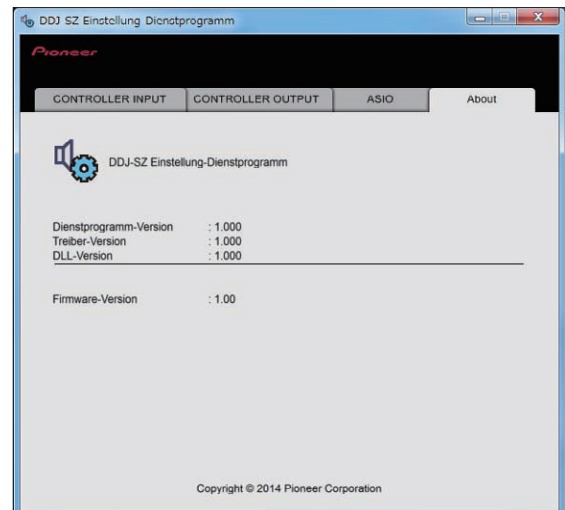 DDJ SZ Einstellung Dienstprogramm
Pioneer
CONTROLLER INPUT CONTROLLER OUTPUT ASIO About
DDJ-SZ Einstellung-Dienstprogramm
Dienstprogramm-Version : 1.000
Treiber-Version : 1.000
DLL-Version : 1.000
Firmware-Version : 1.00
Copyright © 2014 Pioneer Corporation